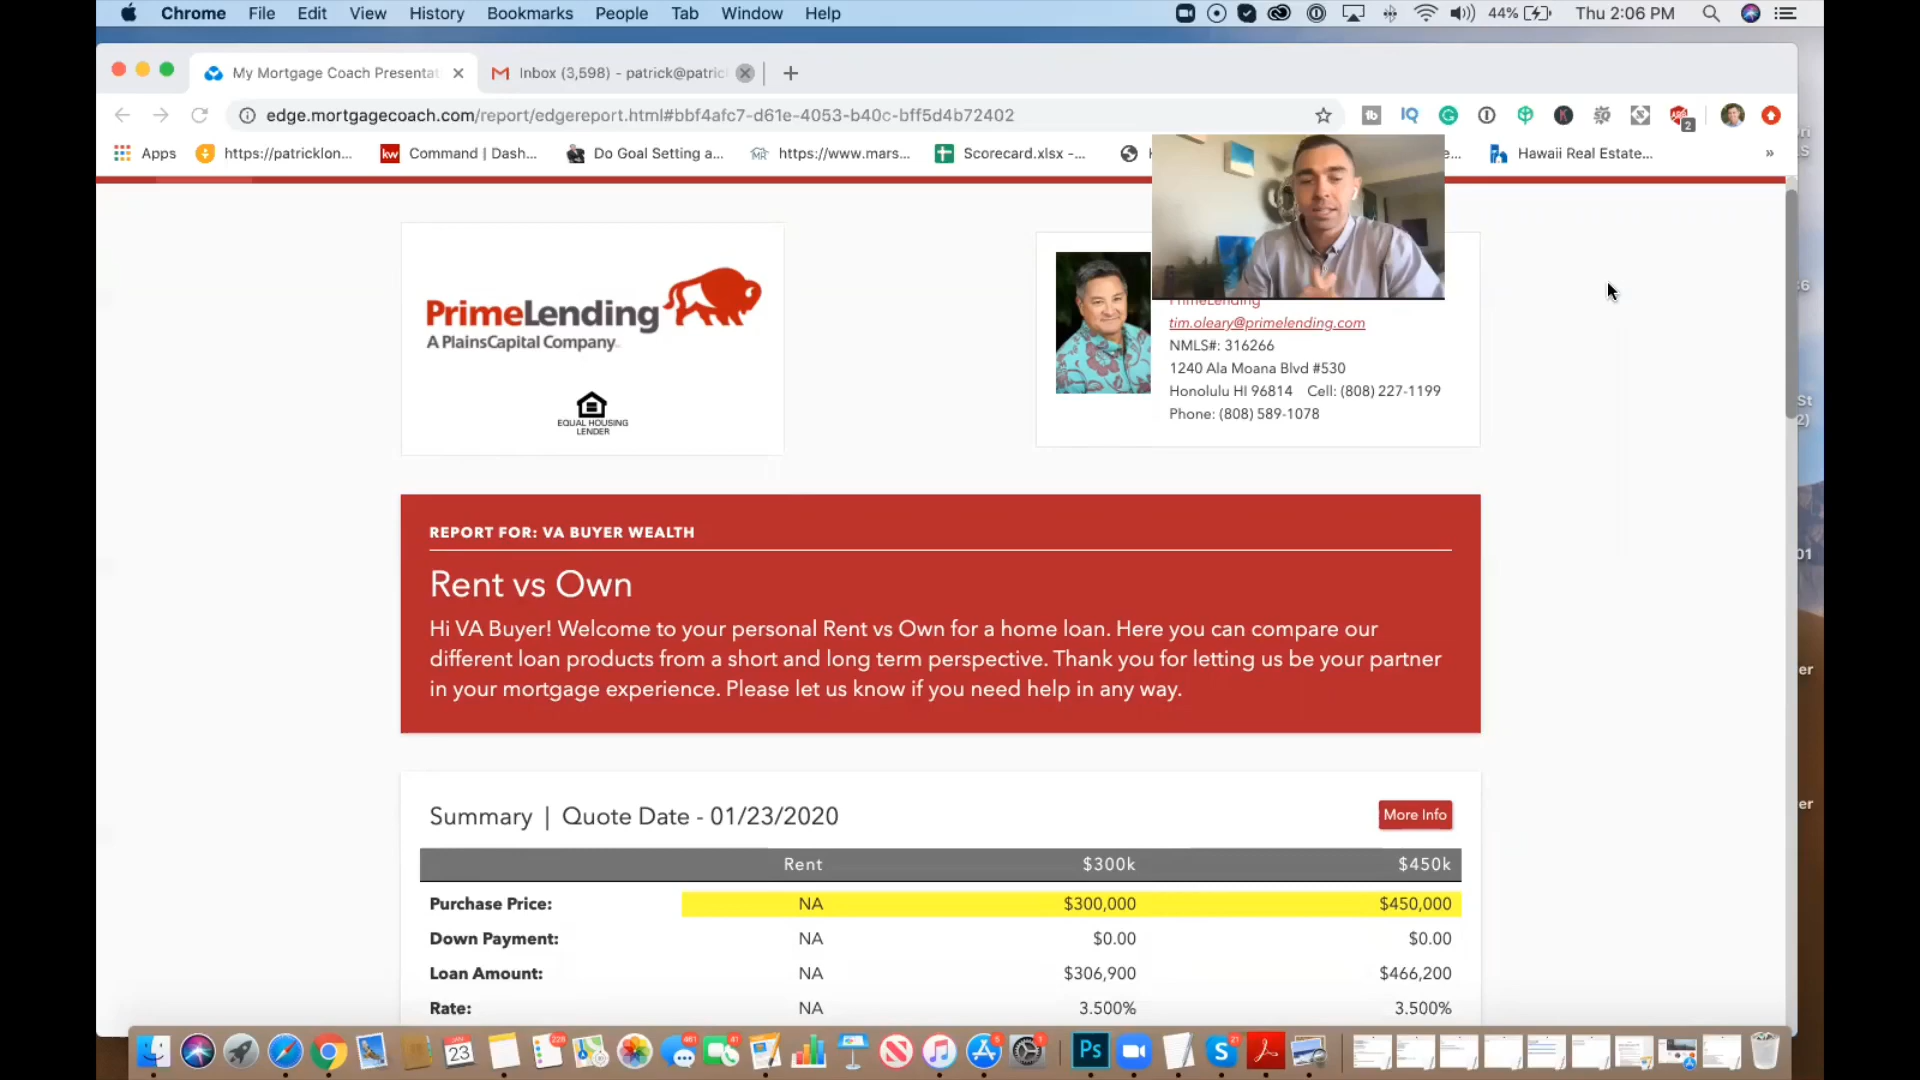 Chrome File Edit View History Bookmarks People Tab Window Help 44% Thu 2:06 PM
My Mortgage Coach Presentat Inbox (3,598) - patrick@patric
edge.mortgagecoach.com/report/edgereport.html#bbf4afc7-d61e-4053-b40c-bff5d4b72402
Apps https://patricklon... Command | Dash... Do Goal Setting a... https://www.mars... Scorecard.xlsx -... Hawaii Real Estate... »
PrimeLending
A PlainsCapital Company
EQUAL HOUSING
LENDER
PrimeLending
tim.oleary@primelending.com
NMLS#: 316266
1240 Ala Moana Blvd #530
Honolulu HI 96814 Cell: (808) 227-1199
Phone: (808) 589-1078
REPORT FOR: VA BUYER WEALTH
Rent vs Own
Hi VA Buyer! Welcome to your personal Rent vs Own for a home loan. Here you can compare our
different loan products from a short and long term perspective. Thank you for letting us be your partner
in your mortgage experience. Please let us know if you need help in any way.
Summary | Quote Date - 01/23/2020 More Info
Rent $300k $450k
Purchase Price: NA $300,000 $450,000
Down Payment: NA $0.00 $0.00
Loan Amount: NA $306,900 $466,200
Rate: NA 3.500% 3.500%